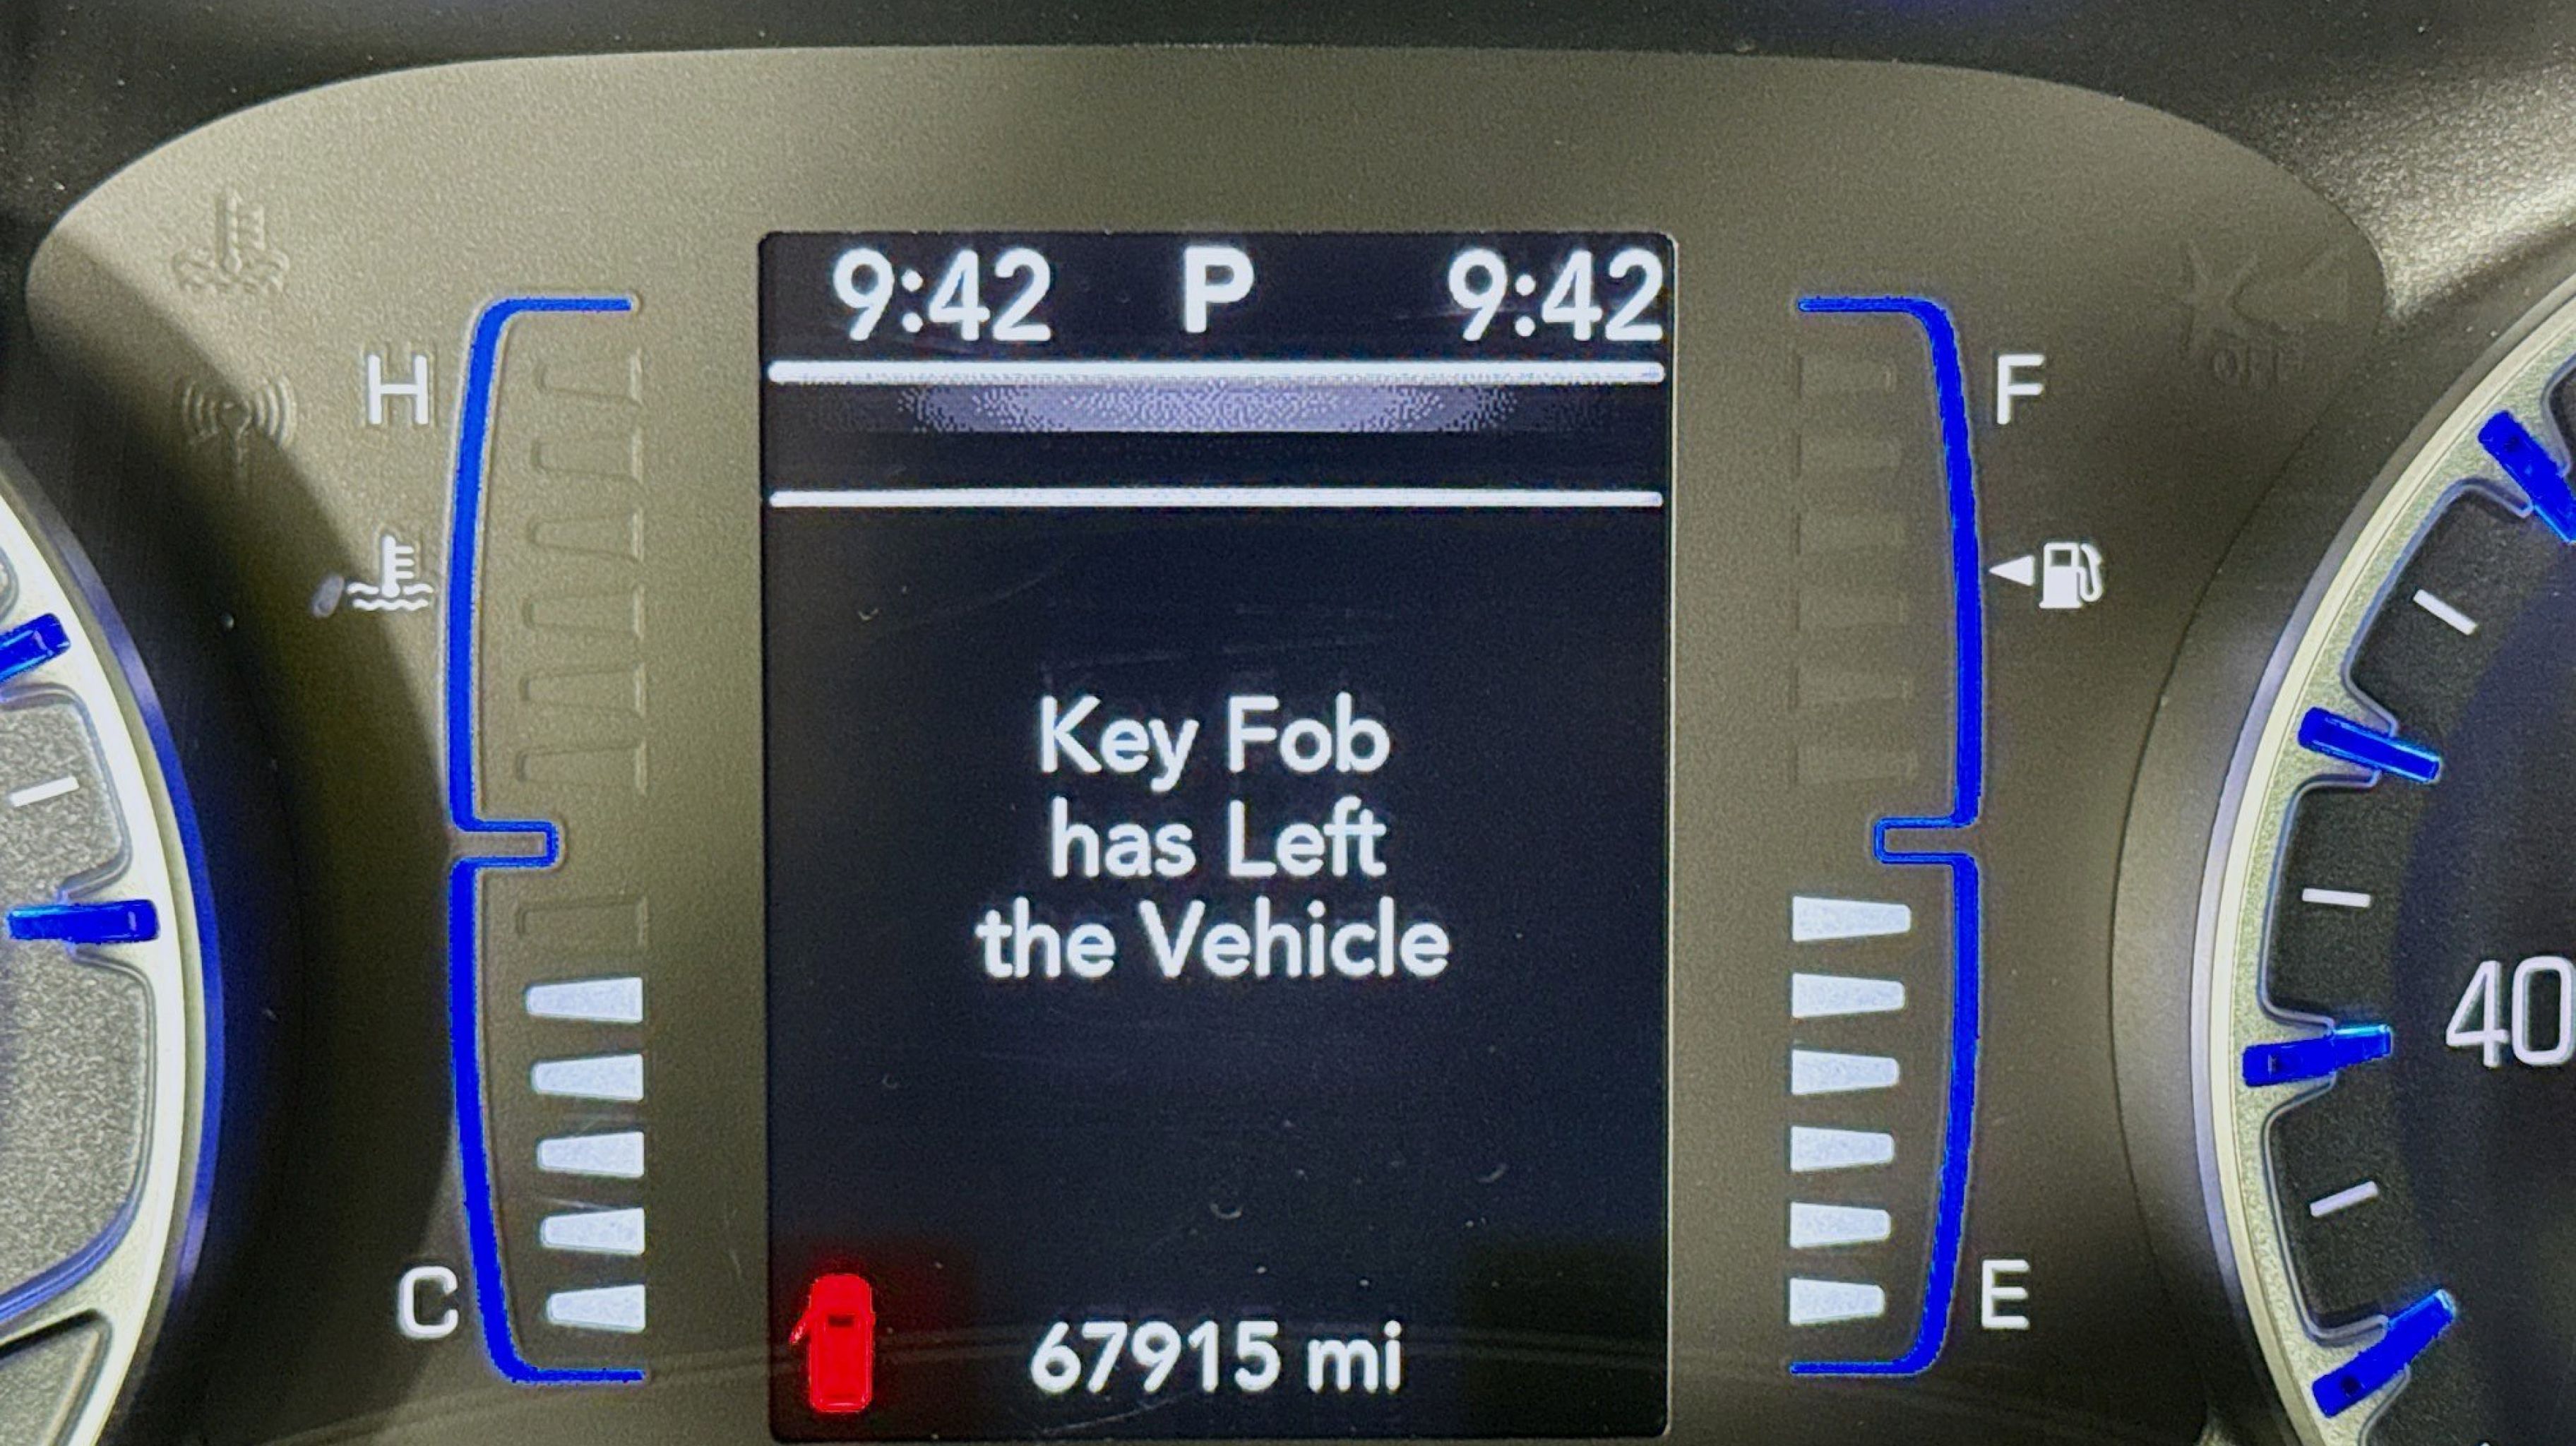 9:42 P 9:42
H
F
Key Fob
has Left
the Vehicle
40
C
E
67915 mi